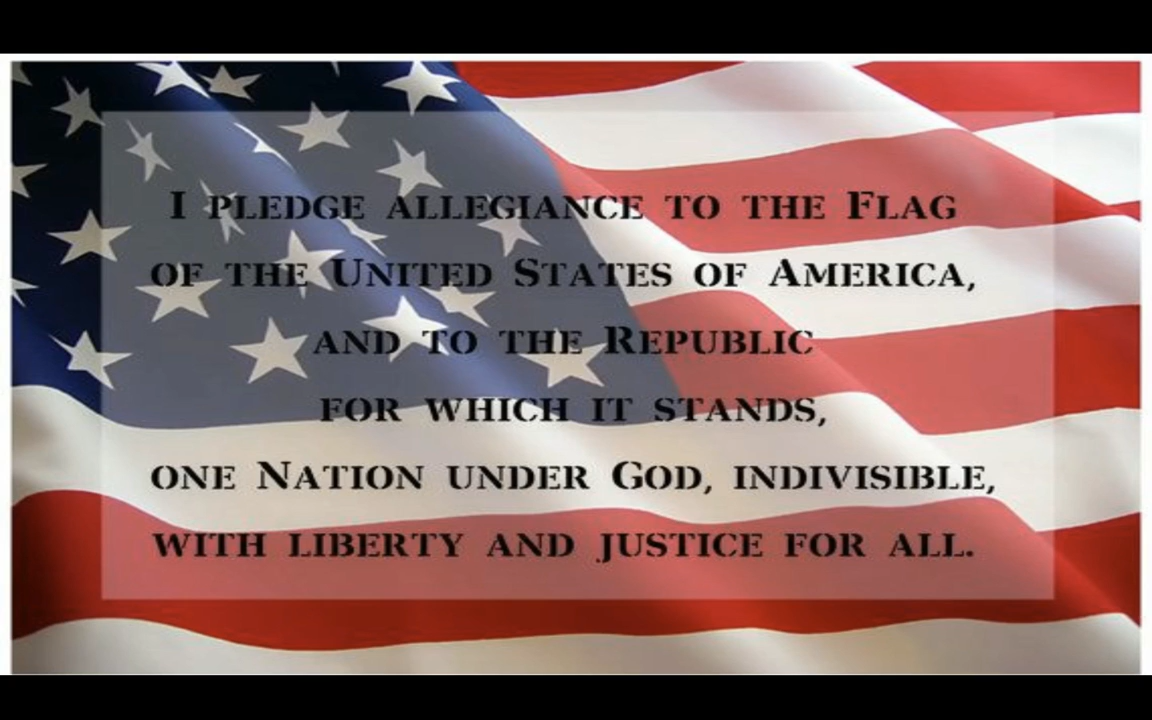 I PLEDGE ALLEGIANCE TO THE FLAG
OF THE UNITED STATES OF AMERICA,
AND TO THE REPUBLIC
FOR WHICH IT STANDS,
ONE NATION UNDER GOD, INDIVISIBLE,
WITH LIBERTY AND JUSTICE FOR ALL.